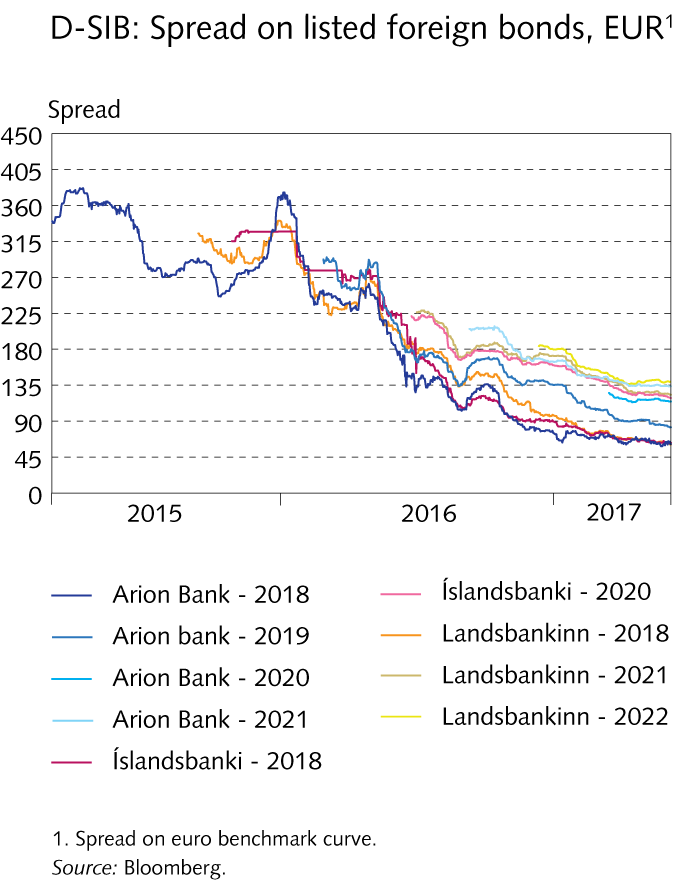 D-SIB: Spread on listed foreign bonds, EUR¹
Spread
450
405
360
315
270
225
180
135
90
45
0
2015 2016 2017
Arion Bank - 2018
Arion bank - 2019
Arion Bank - 2020
Arion Bank - 2021
Íslandsbanki - 2018
Íslandsbanki - 2020
Landsbankinn - 2018
Landsbankinn - 2021
Landsbankinn - 2022
1. Spread on euro benchmark curve.
Source: Bloomberg.